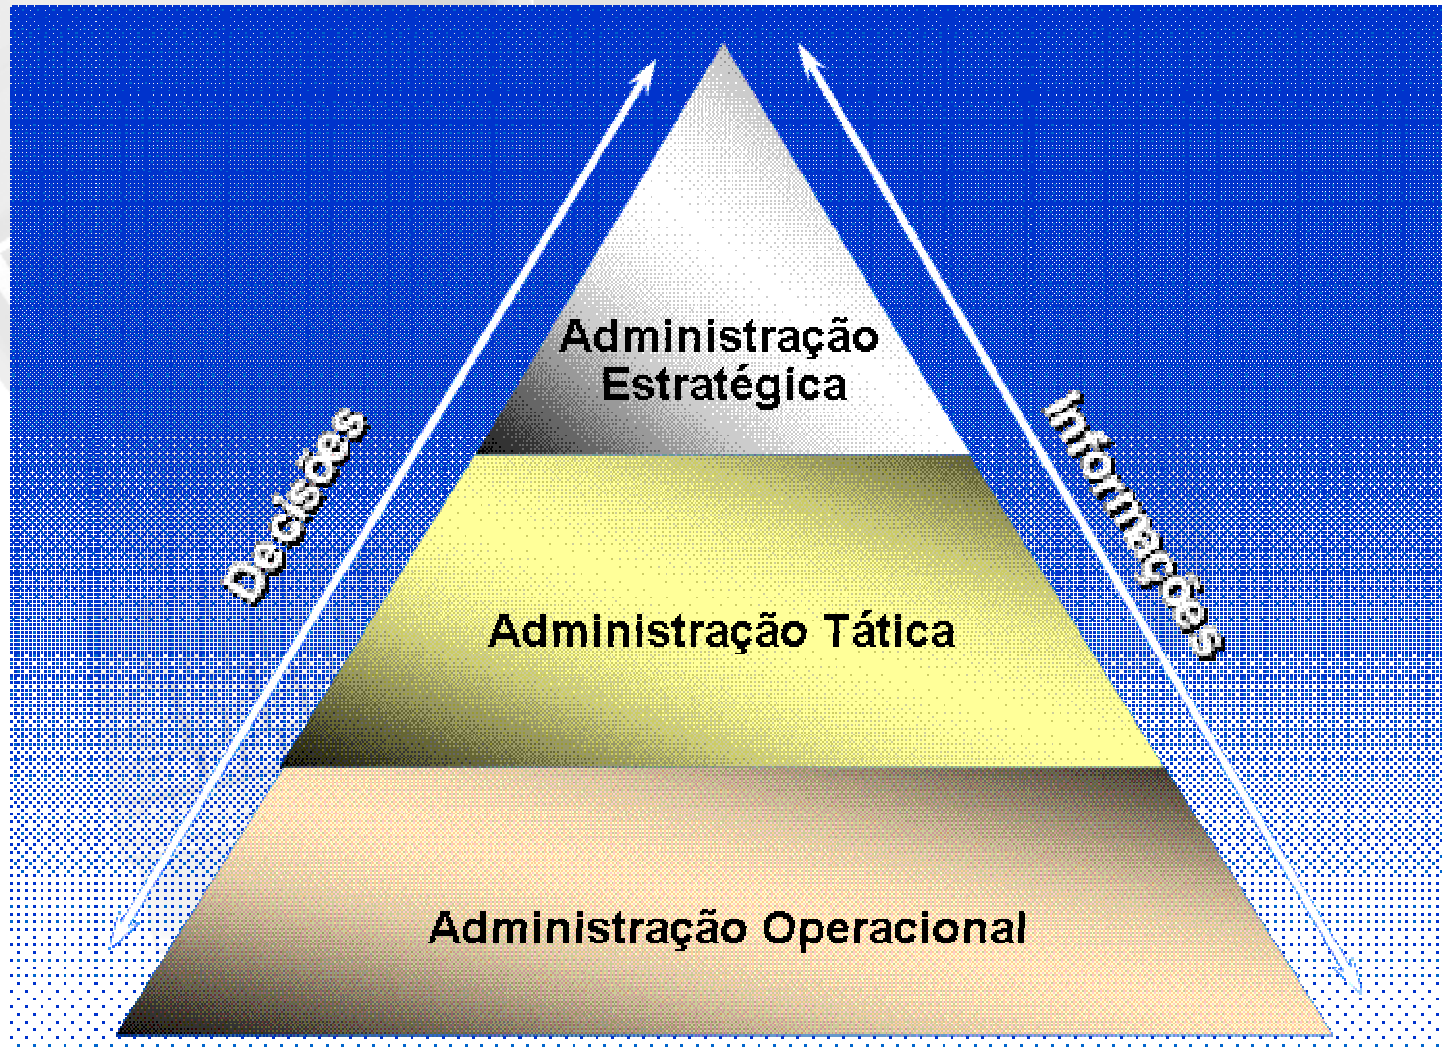 Administração
Estratégica
Decisões
Informações
Administração Tática
Administração Operacional